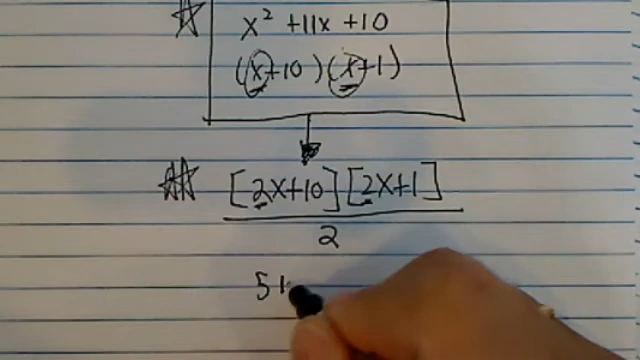 x² + 11x + 10
(x+10)(x+1)
[2x+10][2x+1]
2
5